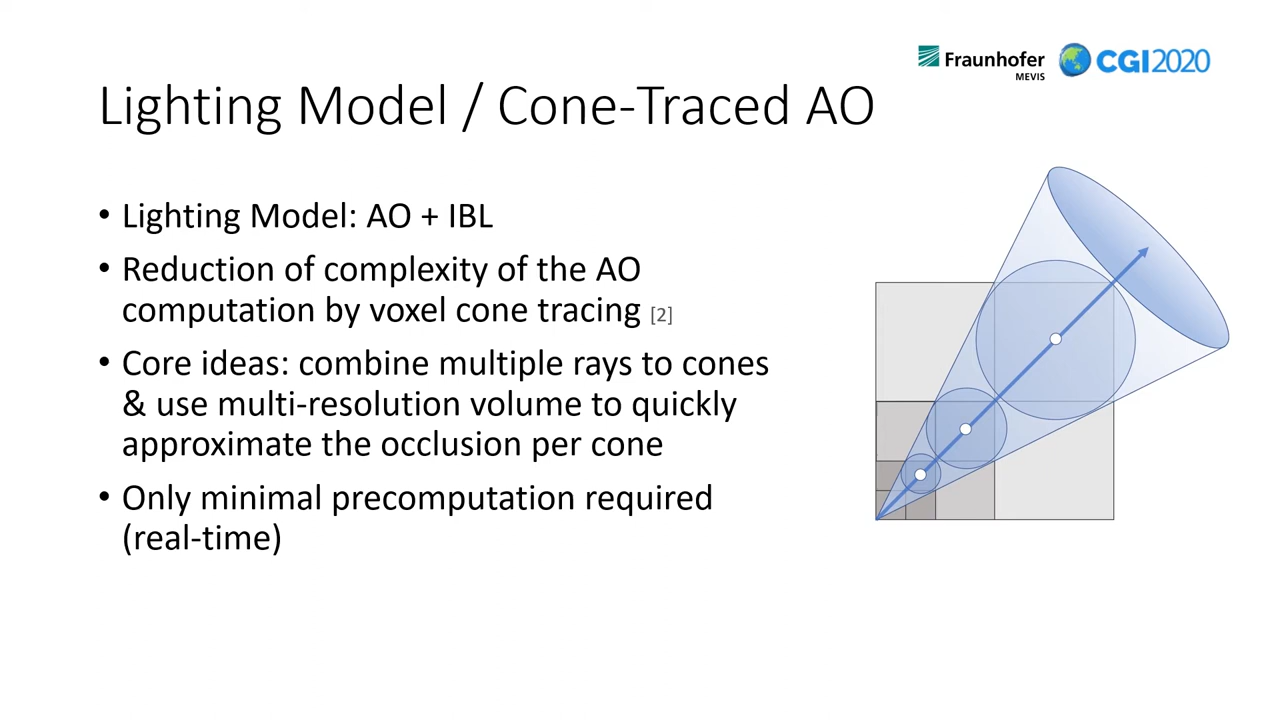 Fraunhofer
MEVIS
CGI2020
Lighting Model / Cone-Traced AO
• Lighting Model: AO + IBL
• Reduction of complexity of the AO
computation by voxel cone tracing [2]
• Core ideas: combine multiple rays to cones
& use multi-resolution volume to quickly
approximate the occlusion per cone
• Only minimal precomputation required
(real-time)